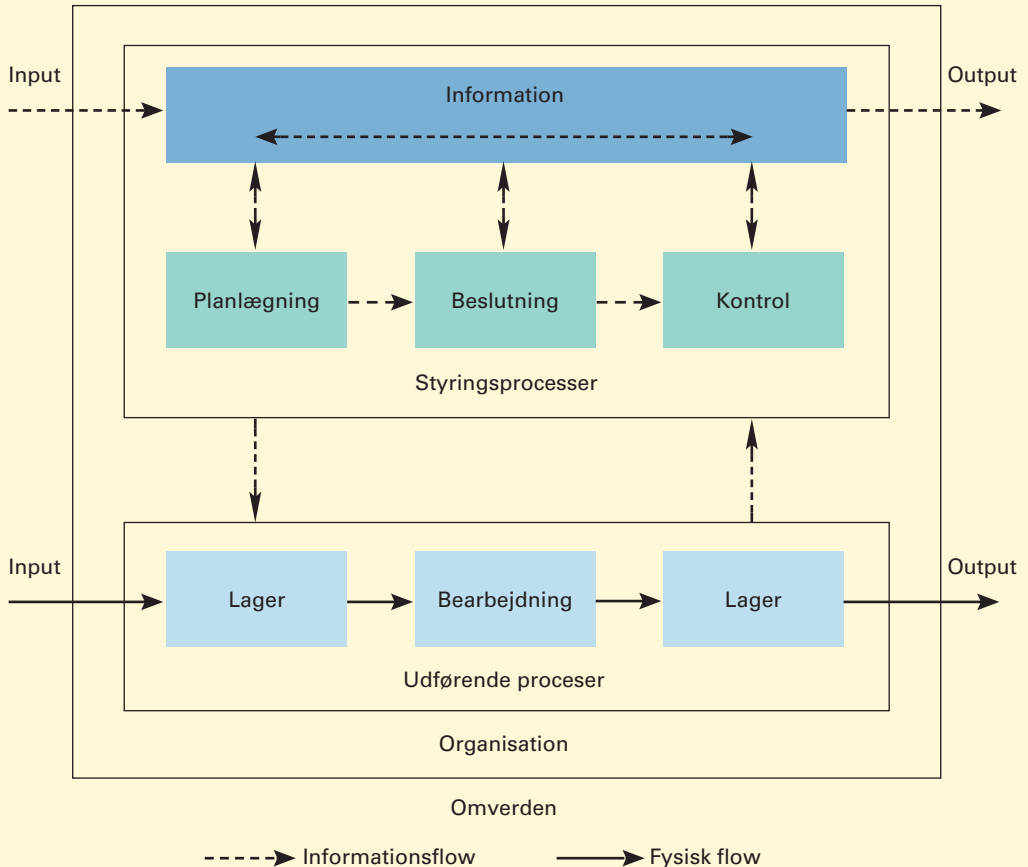 Input
Output
Information
Planlægning
Beslutning
Kontrol
Styringsprocesser
Input
Output
Lager
Bearbejdning
Lager
Udførende proceser
Organisation
Omverden
Informationsflow
Fysisk flow